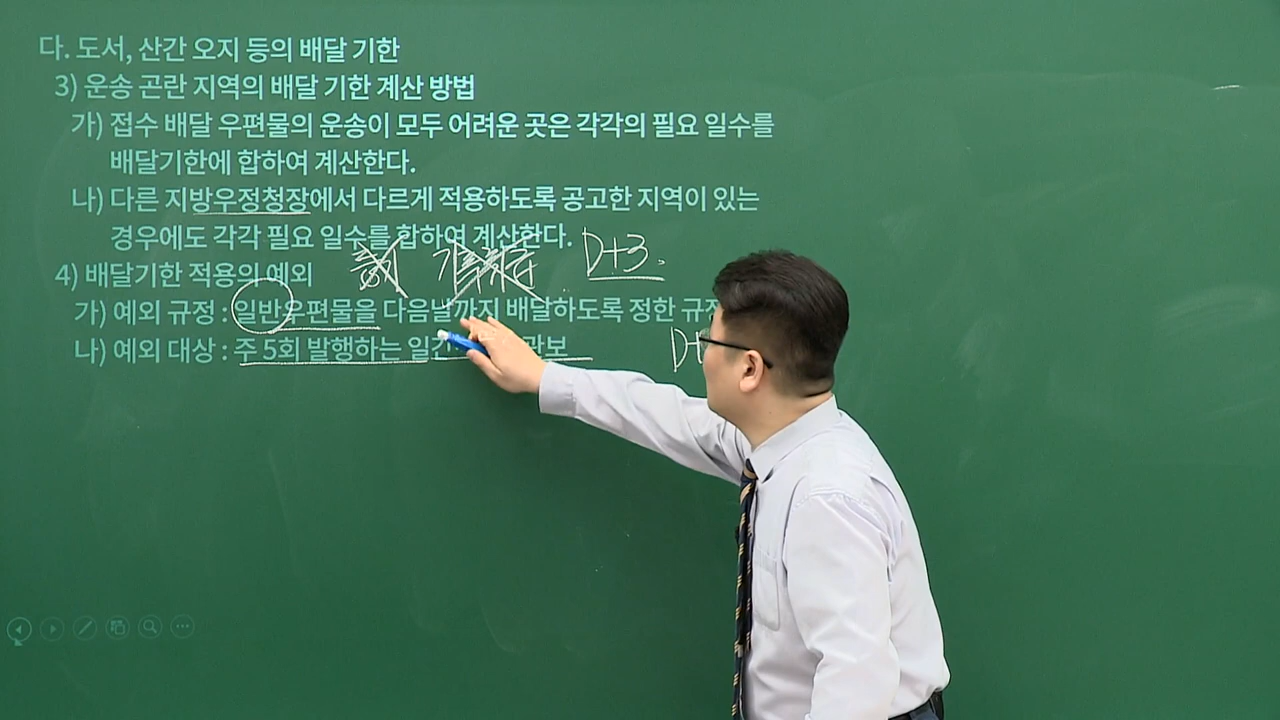 다. 도서, 산간 오지 등의 배달 기한
3) 운송 곤란 지역의 배달 기한 계산 방법
가) 접수 배달 우편물의 운송이 모두 어려운 곳은 각각의 필요 일수를
배달기한에 합하여 계산한다.
나) 다른 지방우정청장에서 다르게 적용하도록 공고한 지역이 있는
경우에도 각각 필요 일수를 합하여 계산한다.
D+3.
4) 배달기한 적용의 예외
가) 예외 규정 : 일반우편물을 다음날까지 배달하도록 정한
나) 예외 대상 : 주 5회 발행하는